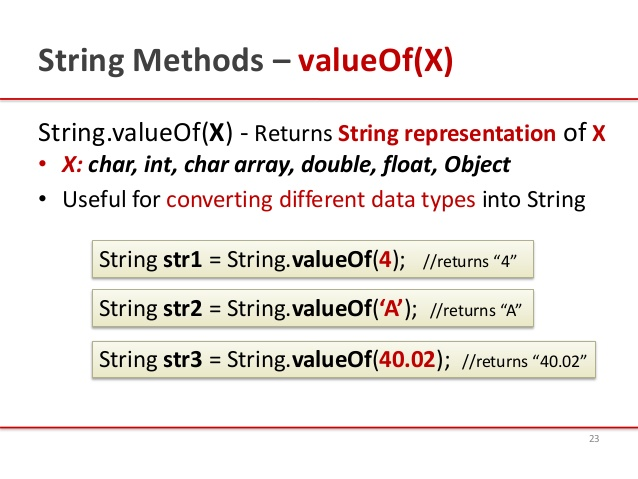 String Methods – valueOf(X)
String.valueOf(X) - Returns String representation of X
• X: char, int, char array, double, float, Object
• Useful for converting different data types into String
String str1 = String.valueOf(4); //returns “4”
String str2 = String.valueOf(‘A’); //returns “A”
String str3 = String.valueOf(40.02); //returns “40.02”
23